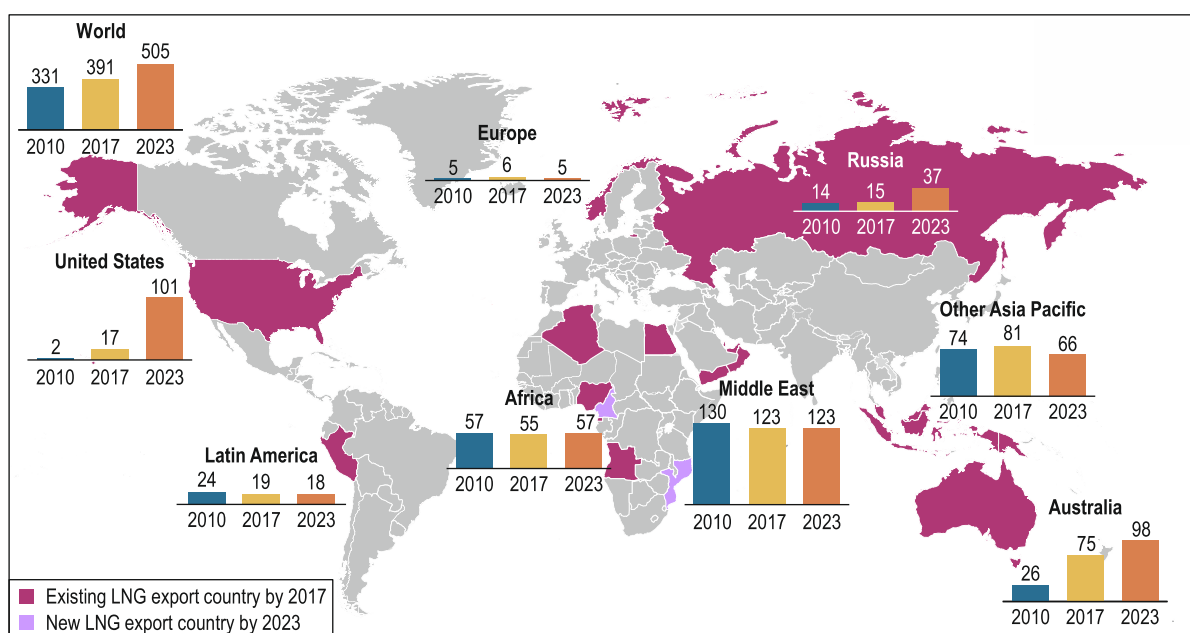 World
331 391 505
2010 2017 2023
Europe
5 6 5
2010 2017 2023
Russia
14 15 37
2010 2017 2023
United States
2 17 101
2010 2017 2023
Other Asia Pacific
74 81 66
2010 2017 2023
Africa
57 55 57
2010 2017 2023
Middle East
130 123 123
2010 2017 2023
Latin America
24 19 18
2010 2017 2023
Australia
26 75 98
2010 2017 2023
Existing LNG export country by 2017
New LNG export country by 2023